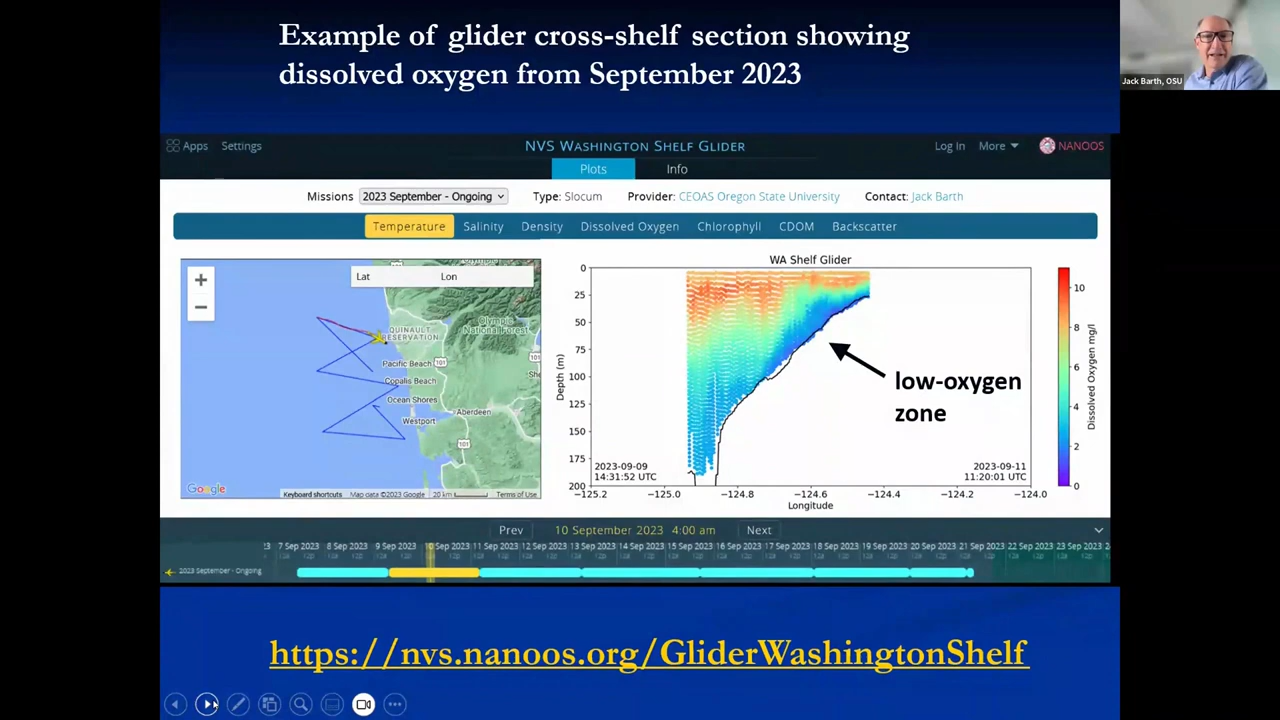 Example of glider cross-shelf section showing
dissolved oxygen from September 2023
Jack Barth, OSU
Apps Settings NVS WASHINGTON SHELF GLIDER Log In More NANOOS
Plots Info
Missions 2023 September - Ongoing Type: Slocum Provider: CEOAS Oregon State University Contact: Jack Barth
Temperature Salinity Density Dissolved Oxygen Chlorophyll CDOM Backscatter
+
−
Lat Lon
QUINAULT
RESERVATION
Olympic
National Forest
Pacific Beach
101
Copalis Beach
101
She
Ocean Shores
Aberdeen
Westport
101
Google
Keyboard shortcuts Map data ©2023 Google 20 km Terms of Use
WA Shelf Glider
0
25
50
75
100
125
150
175
200
Depth (m)
low-oxygen
zone
2023-09-09
14:31:52 UTC
2023-09-11
11:20:01 UTC
−125.2 −125.0 −124.8 −124.6 −124.4 −124.2 −124.0
Longitude
10
8
6
4
2
0
Dissolved Oxygen mg/l
Prev 10 September 2023 4:00 am Next
7 Sep 2023 8 Sep 2023 9 Sep 2023 10 Sep 2023 11 Sep 2023 12 Sep 2023 13 Sep 2023 14 Sep 2023 15 Sep 2023 16 Sep 2023 17 Sep 2023 18 Sep 2023 19 Sep 2023 20 Sep 2023 21 Sep 2023 22 Sep 2023 23 Sep 2023
2023 September - Ongoing
https://nvs.nanoos.org/GliderWashingtonShelf